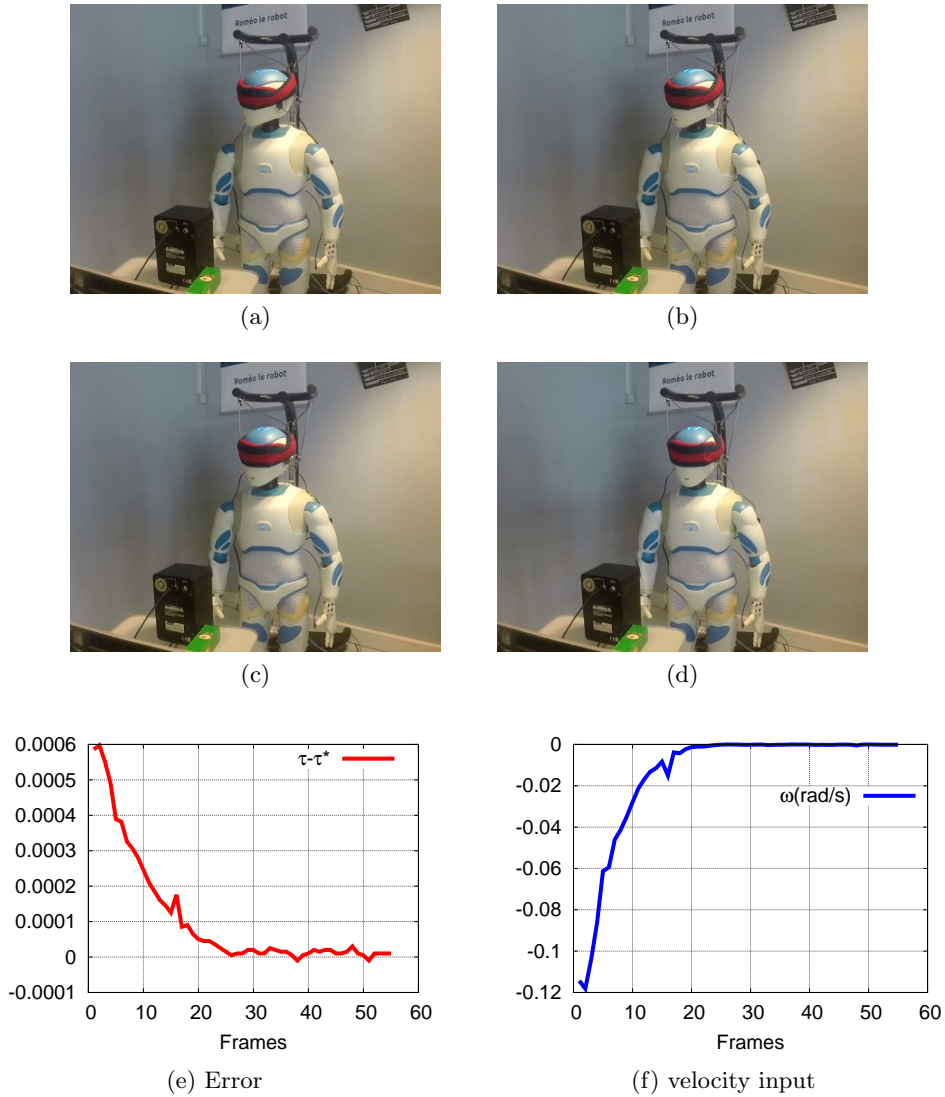 Roméo le robot
(a)
(b)
Roméo le robot
Roméo le robot
(c)
(d)
0.0006
0.0005
0.0004
0.0003
0.0002
0.0001
0
-0.0001
τ-τ*
0 10 20 30 40 50 60
Frames
(e) Error
0
-0.02
-0.04
-0.06
-0.08
-0.1
-0.12
ω(rad/s)
0 10 20 30 40 50 60
Frames
(f) velocity input